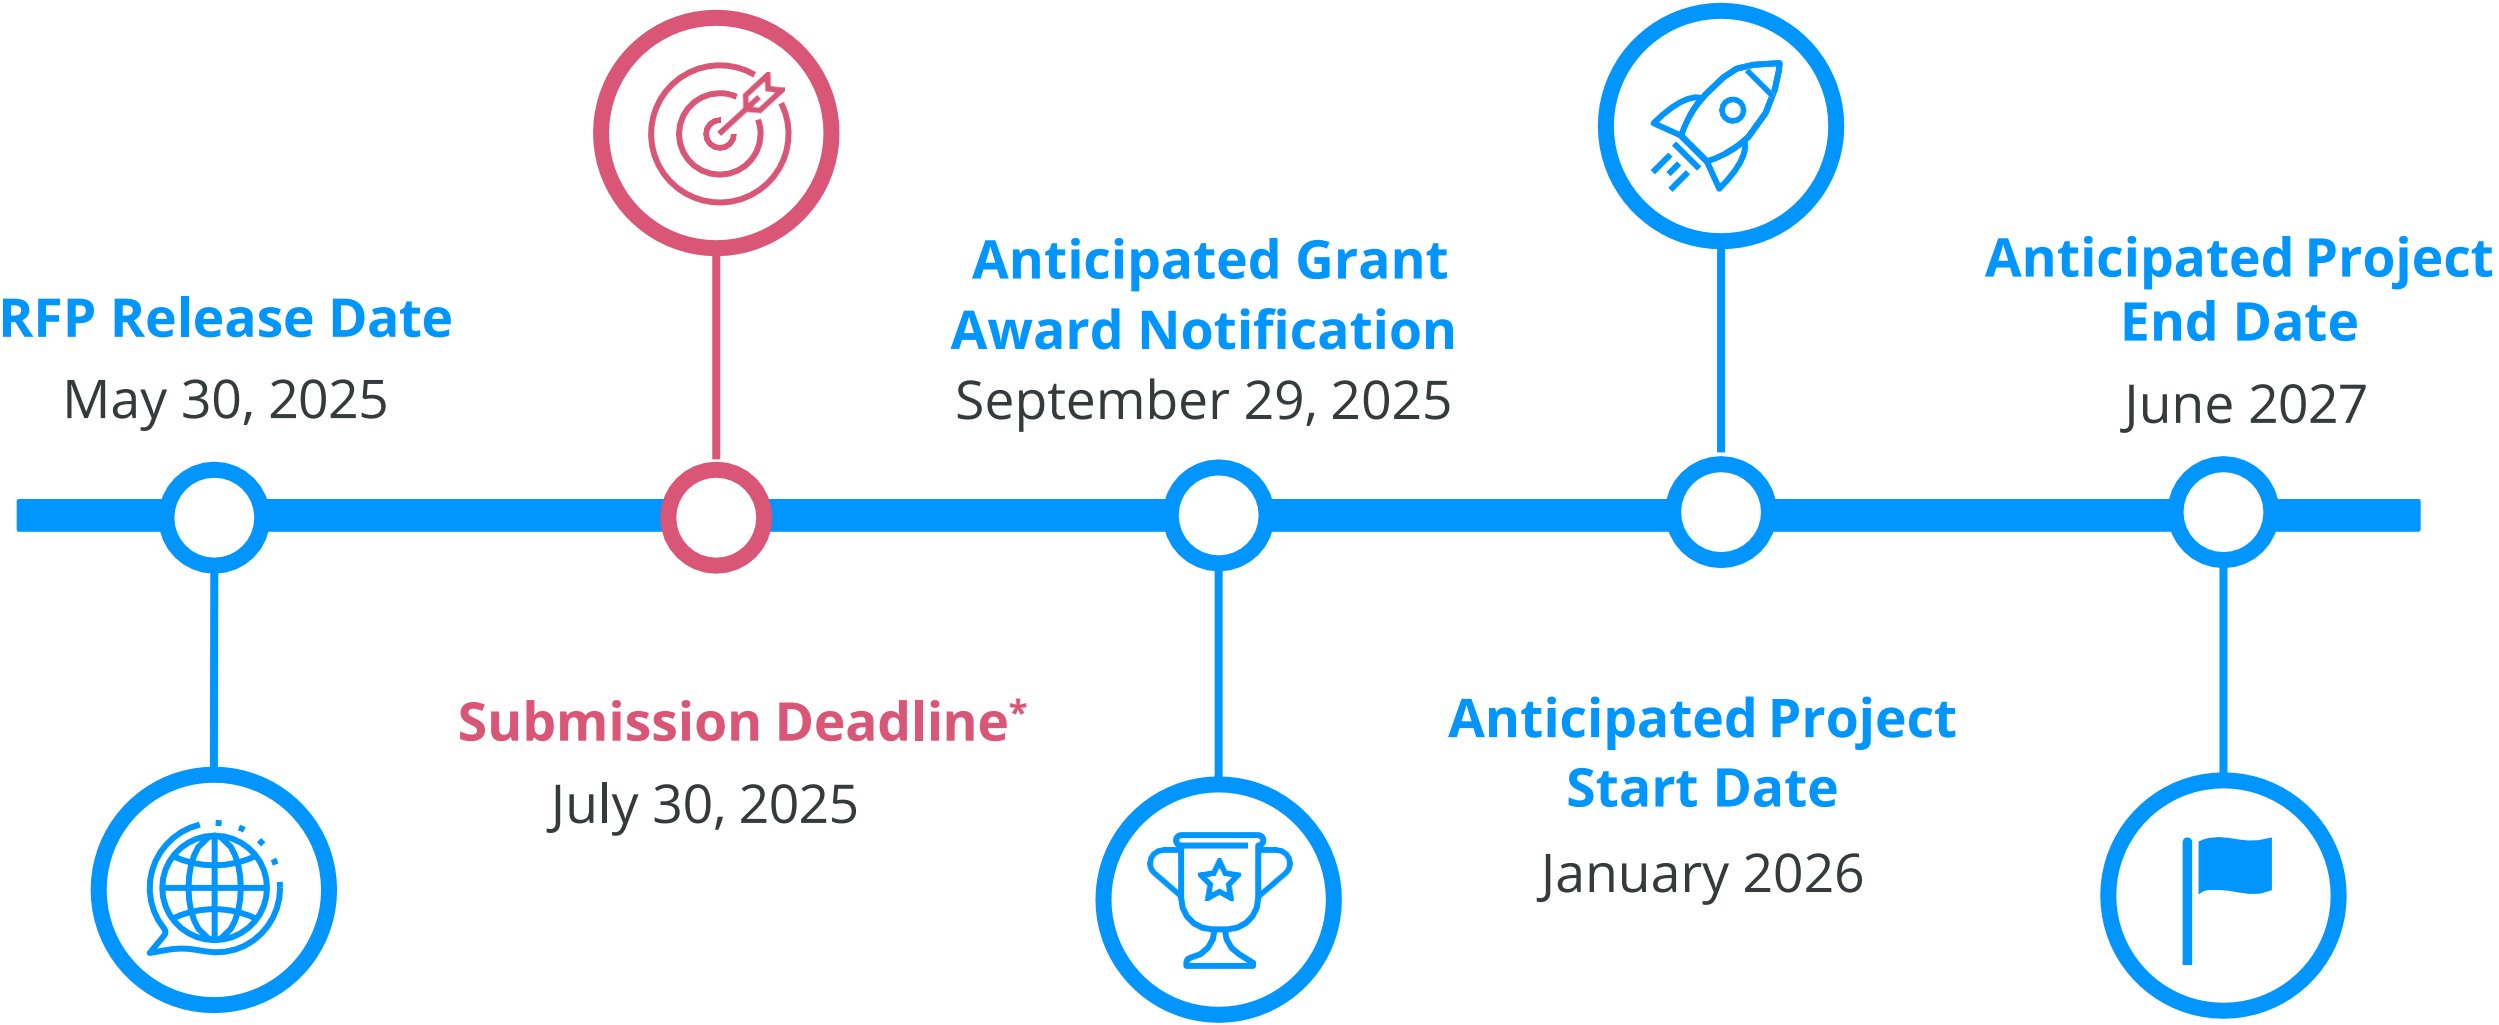 RFP Release Date
May 30, 2025
Submission Deadline*
July 30, 2025
Anticipated Grant
Award Notification
September 29, 2025
Anticipated Project
Start Date
January 2026
Anticipated Project
End Date
June 2027